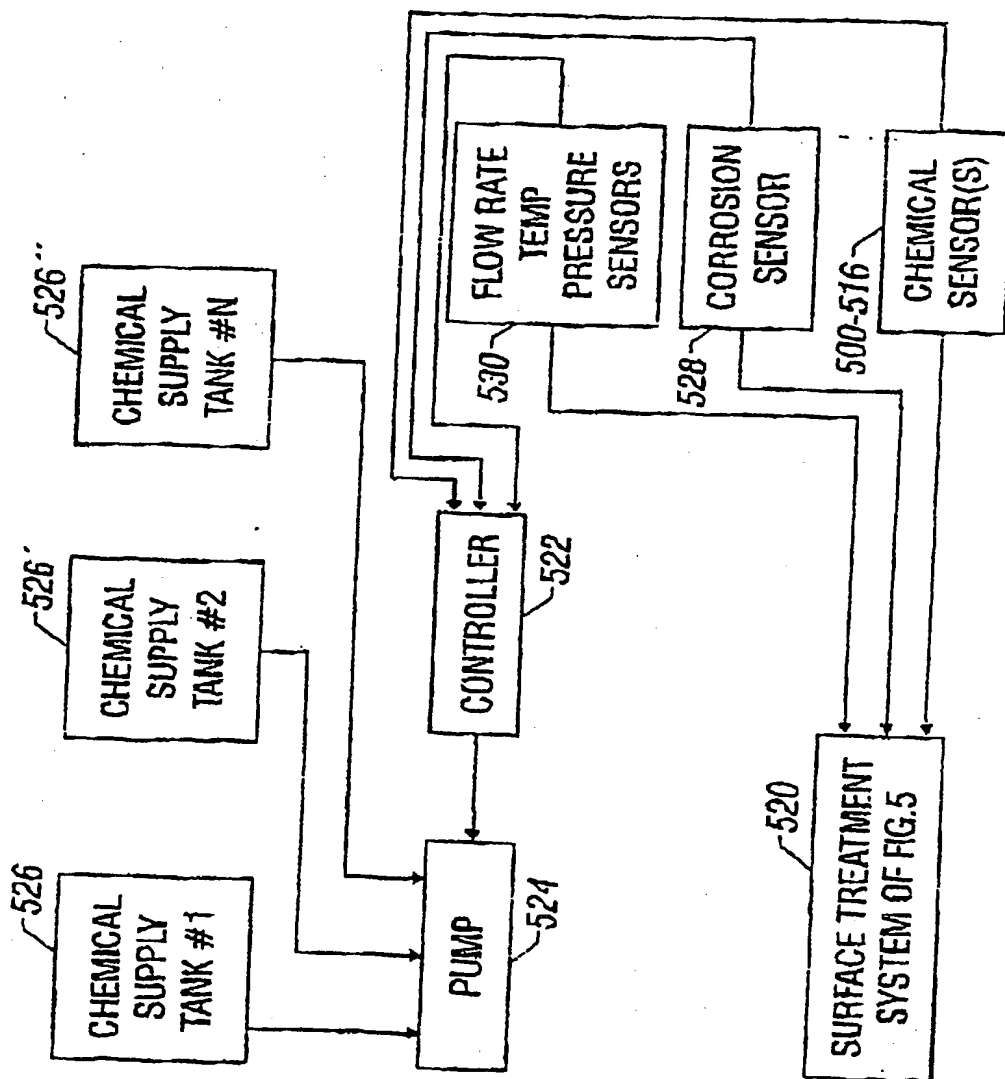 526
CHEMICAL
SUPPLY
TANK #1
526'
CHEMICAL
SUPPLY
TANK #2
526''
CHEMICAL
SUPPLY
TANK #N
PUMP
524
CONTROLLER
522
FLOW RATE
TEMP
PRESSURE
SENSORS
530
CORROSION
SENSOR
528
CHEMICAL
SENSOR(S)
500-516
520
SURFACE TREATMENT
SYSTEM OF FIG.5